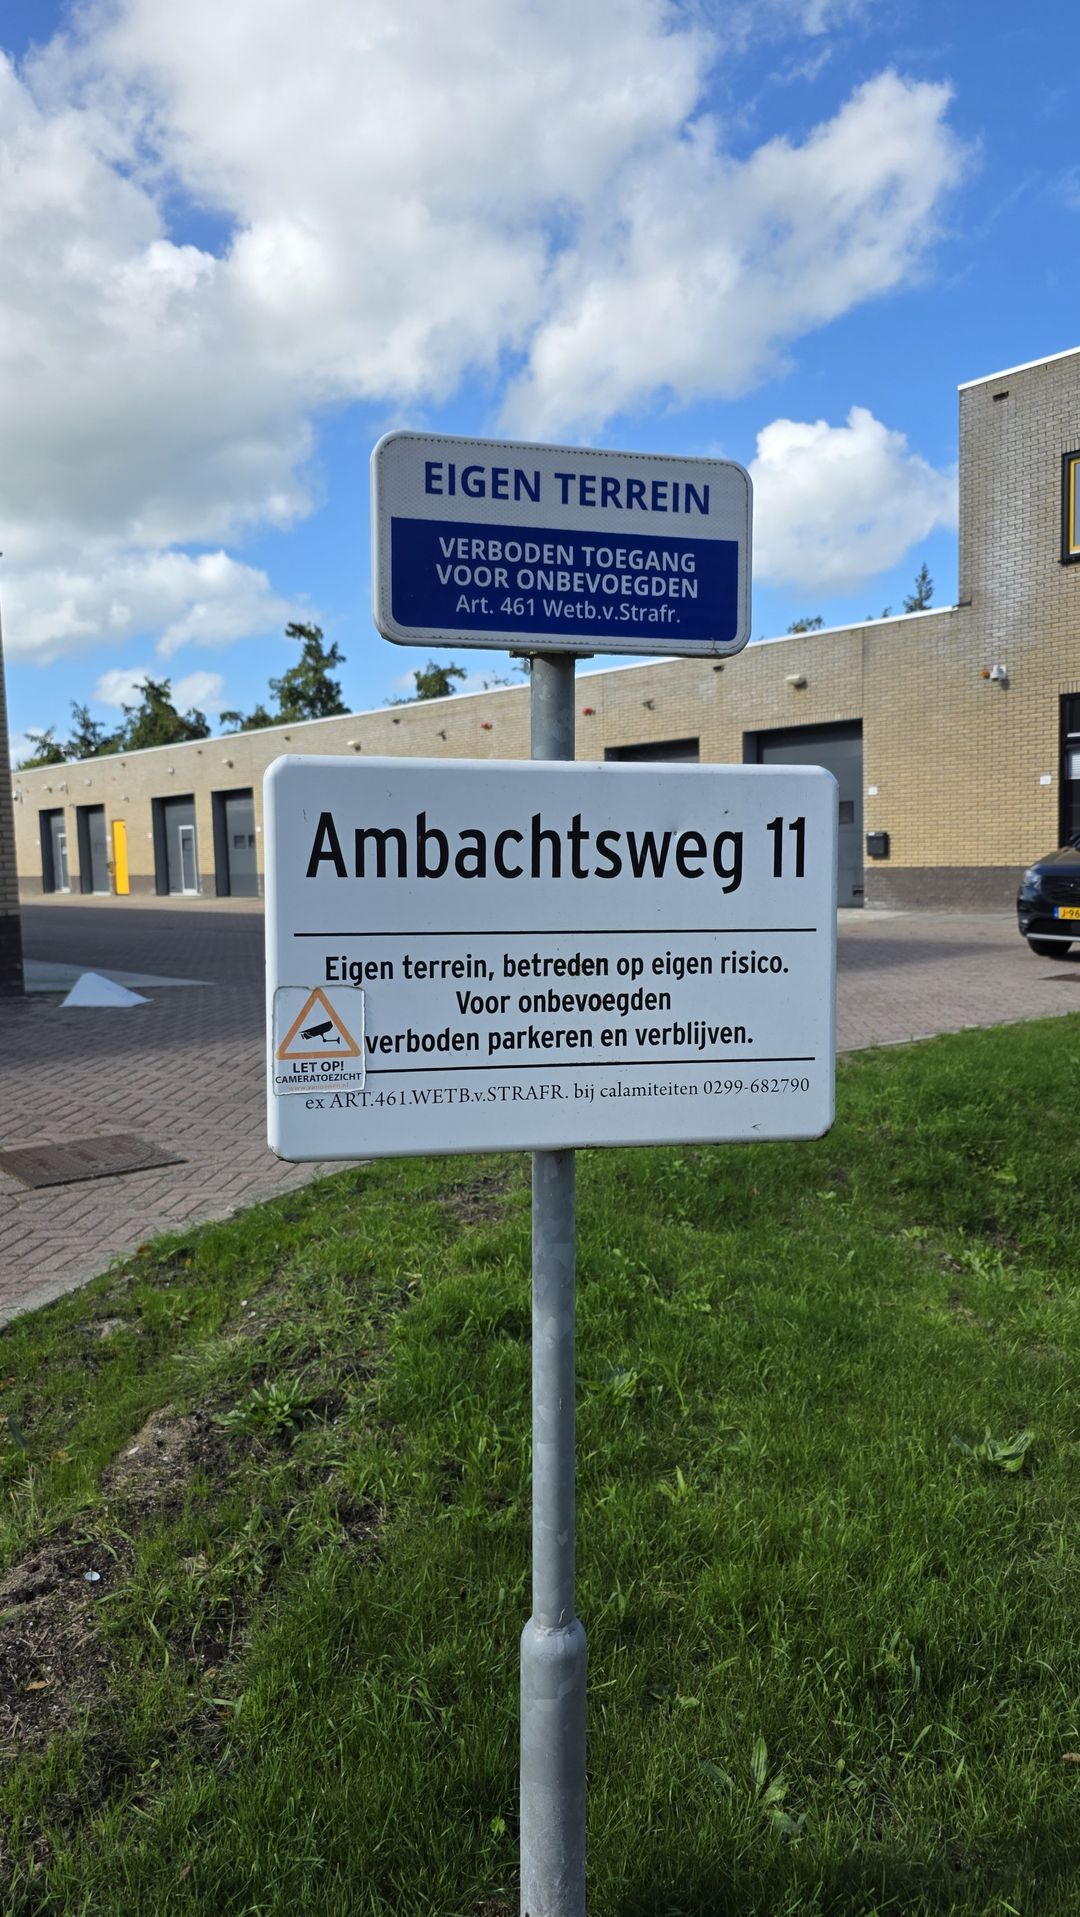 EIGEN TERREIN
VERBODEN TOEGANG
VOOR ONBEVOEGDEN
Art. 461 Wetb.v.Strafr.
Ambachtsweg 11
Eigen terrein, betreden op eigen risico.
Voor onbevoegden
verboden parkeren en verblijven.
LET OP!
CAMERATOEZICHT
ex ART.461.WETB.v.STRAFR. bij calamiteiten 0299-682790
J-96